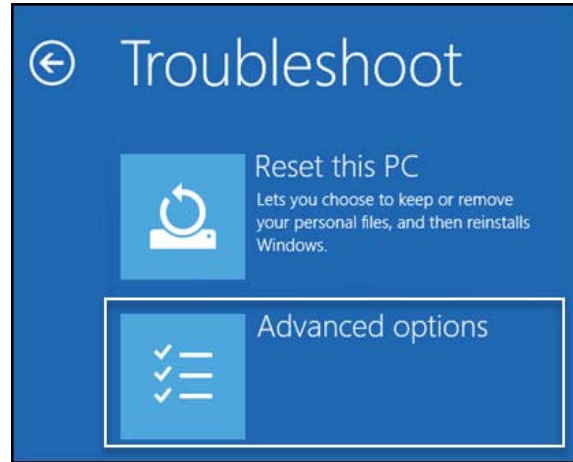 Troubleshoot
Reset this PC
Lets you choose to keep or remove
your personal files, and then reinstalls
Windows.
Advanced options